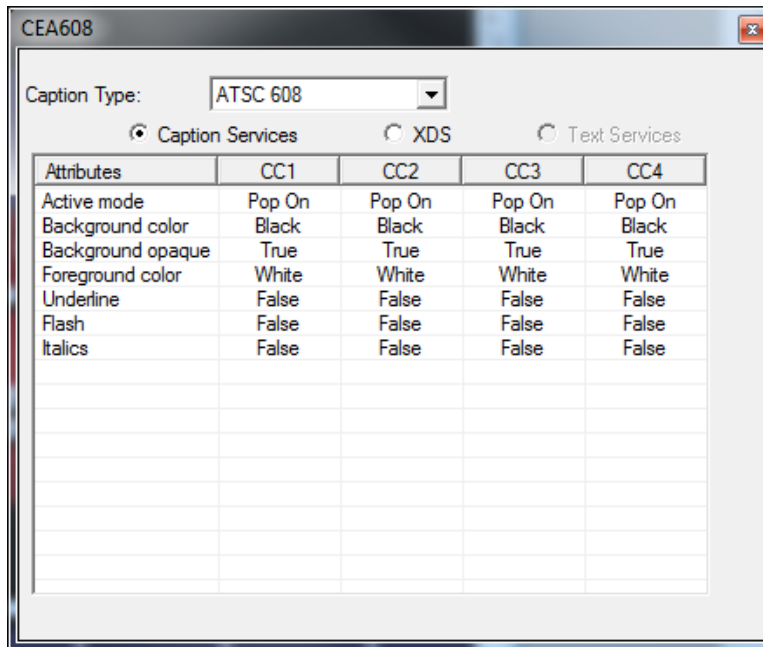 CEA608
Caption Type: ATSC 608
Caption Services XDS Text Services
Attributes CC1 CC2 CC3 CC4
Active mode Pop On Pop On Pop On Pop On
Background color Black Black Black Black
Background opaque True True True True
Foreground color White White White White
Underline False False False False
Flash False False False False
Italics False False False False